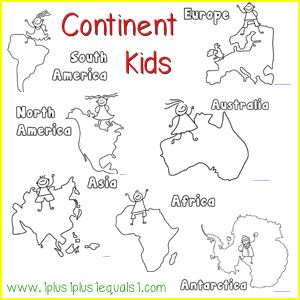 Continent
Kids
Europe
South
America
North
America
Australia
Asia
Africa
Antarctica
www.1plus1plus1equals1.com